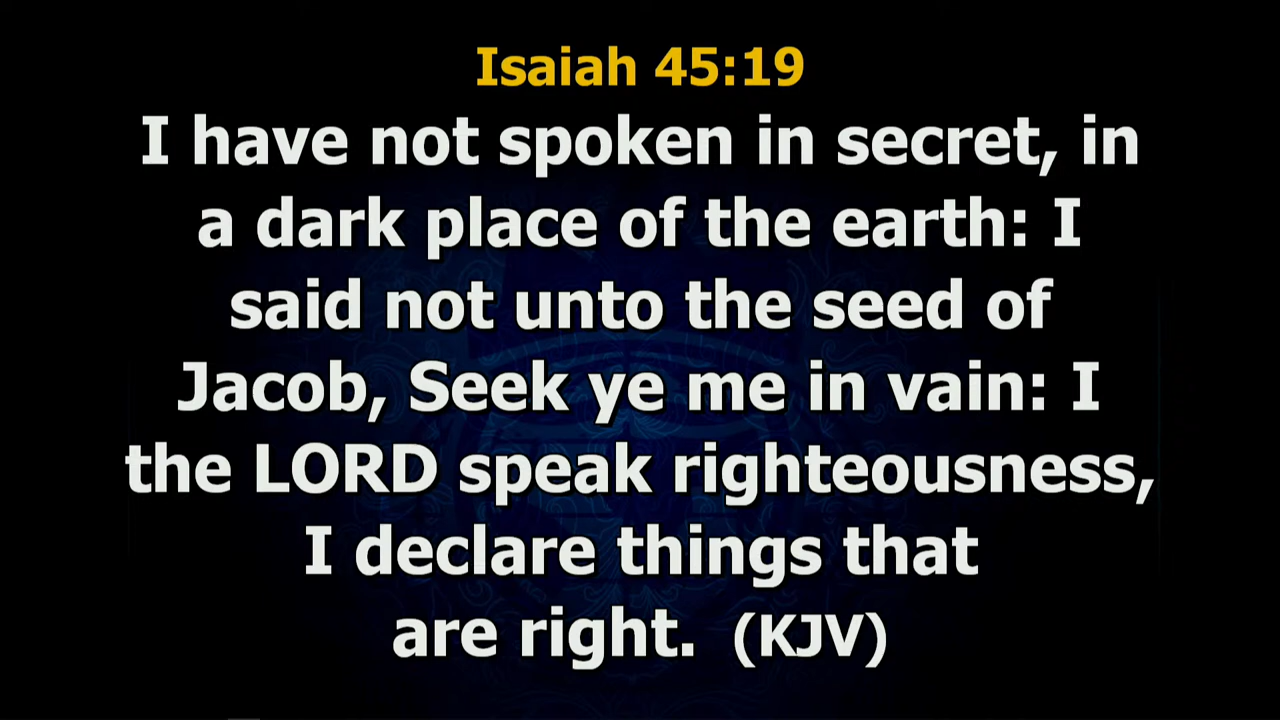 Isaiah 45:19
I have not spoken in secret, in
a dark place of the earth: I
said not unto the seed of
Jacob, Seek ye me in vain: I
the LORD speak righteousness,
I declare things that
are right. (KJV)